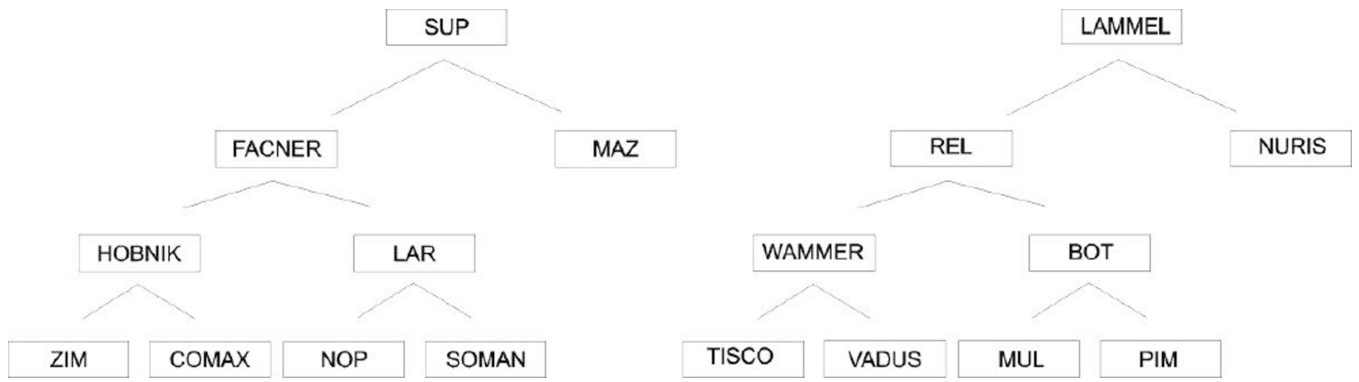 SUP
LAMMEL
FACNER
MAZ
REL
NURIS
HOBNIK
LAR
WAMMER
BOT
ZIM
COMAX
NOP
SOMAN
TISCO
VADUS
MUL
PIM